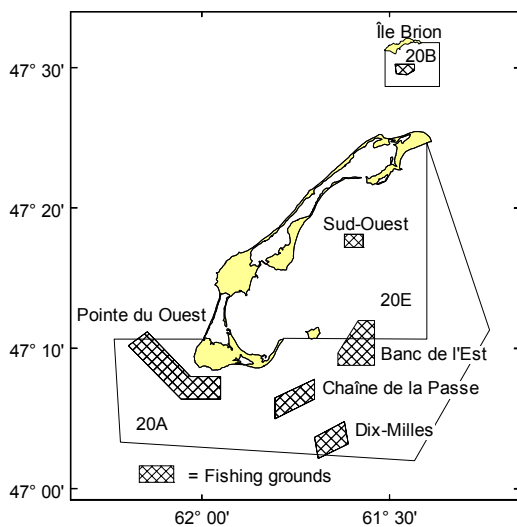 Île Brion
20B
47° 30'
47° 20'
Sud-Ouest
20E
Pointe du Ouest
47° 10'
Banc de l'Est
Chaîne de la Passe
20A
Dix-Milles
= Fishing grounds
47° 00'
62° 00'
61° 30'